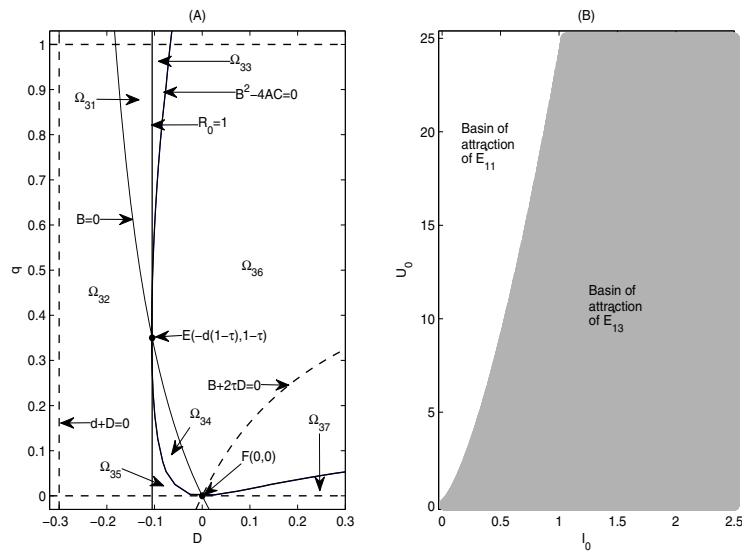 (A)
1
0.9
0.8
0.7
0.6
0.5
0.4
0.3
0.2
0.1
0
q
−0.3
−0.2
−0.1
0
0.1
0.2
0.3
D
Ω33
Ω31
B²−4AC=0
R0=1
B=0
Ω36
Ω32
E(−d(1−τ),1−τ)
B+2τD=0
Ω34
Ω37
d+D=0
F(0,0)
Ω35
(B)
25
20
15
10
5
0
U0
0
0.5
1
1.5
2
2.5
I0
Basin of
attraction
of E11
Basin of
attraction
of E13